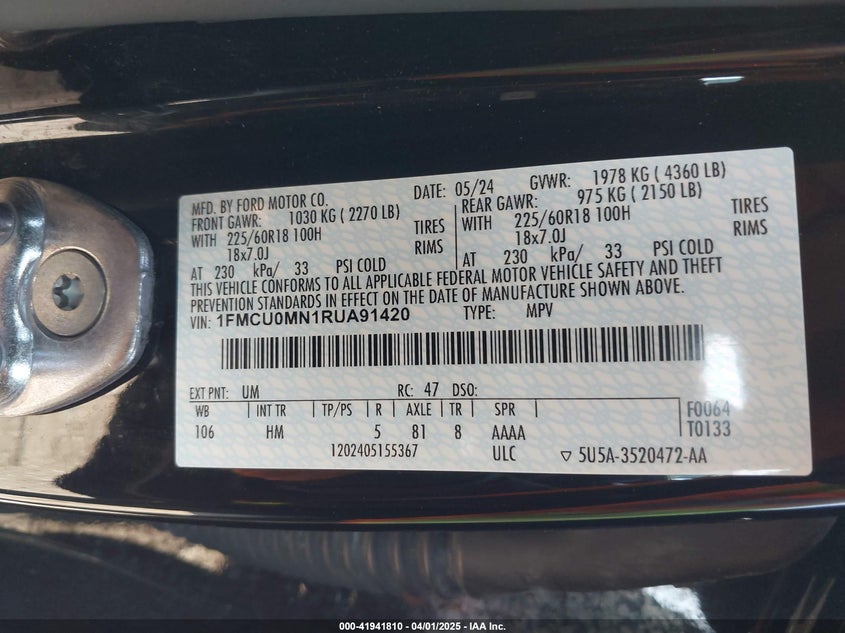 MFD. BY FORD MOTOR CO. DATE: 05/24 GVWR: 1978 KG ( 4360 LB)
FRONT GAWR: 1030 KG ( 2270 LB) REAR GAWR: 975 KG ( 2150 LB)
WITH 225/60R18 100H TIRES WITH 225/60R18 100H TIRES
18x7.0J RIMS 18x7.0J RIMS
AT 230 kPa/ 33 PSI COLD AT 230 kPa/ 33 PSI COLD
THIS VEHICLE CONFORMS TO ALL APPLICABLE FEDERAL MOTOR VEHICLE SAFETY AND THEFT
PREVENTION STANDARDS IN EFFECT ON THE DATE OF MANUFACTURE SHOWN ABOVE.
VIN: 1FMCU0MN1RUA91420 TYPE: MPV
EXT PNT: UM RC: 47 DSO:
WB INT TR TP/PS R AXLE TR SPR F0064
106 HM 5 81 8 AAAA T0133
1202405155367 ULC ▽ 5U5A-3520472-AA
000-41941810 - 04/01/2025 - IAA Inc.